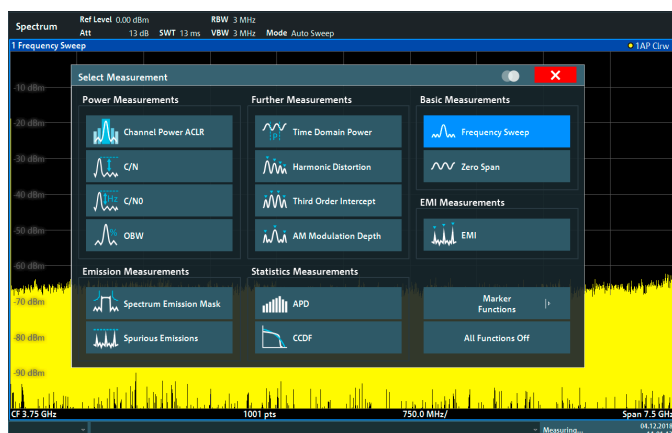 Spectrum
Ref Level 0.00 dBm RBW 3 MHz
Att 13 dB SWT 13 ms VBW 3 MHz Mode Auto Sweep
1 Frequency Sweep 1AP Clrw
Select Measurement
Power Measurements Further Measurements Basic Measurements
Channel Power ACLR Time Domain Power Frequency Sweep
C/N Harmonic Distortion Zero Span
C/N0 Third Order Intercept
EMI Measurements
OBW AM Modulation Depth EMI
Emission Measurements Statistics Measurements
Spectrum Emission Mask APD Marker Functions
Spurious Emissions CCDF All Functions Off
-10 dBm
-20 dBm
-30 dBm
-40 dBm
-50 dBm
-60 dBm
-70 dBm
-80 dBm
-90 dBm
CF 3.75 GHz 1001 pts 750.0 MHz/ Span 7.5 GHz
Measuring...